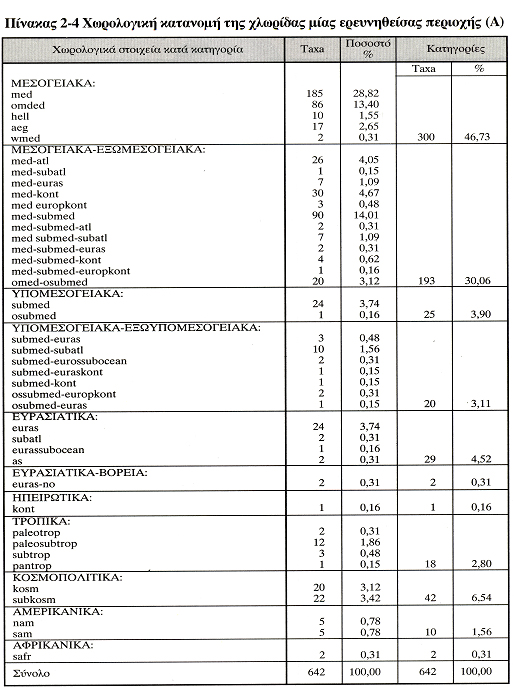 Πίνακας 2-4 Χωρολογική κατανομή της χλωρίδας μίας ερευνηθείσας περιοχής (Α)
Χωρολογικά στοιχεία κατά κατηγορία Taxa Ποσοστό % Κατηγορίες
Taxa %
ΜΕΣΟΓΕΙΑΚΑ:
med 185 28,82
omded 86 13,40
hell 10 1,55
aeg 17 2,65
wmed 2 0,31 300 46,73
ΜΕΣΟΓΕΙΑΚΑ-ΕΞΩΜΕΣΟΓΕΙΑΚΑ:
med-atl 26 4,05
med-subatl 1 0,15
med-euras 7 1,09
med-kont 30 4,67
med europkont 3 0,48
med-submed 90 14,01
med-submed-atl 2 0,31
med submed-subatl 7 1,09
med-submed-euras 2 0,31
med-submed-kont 4 0,62
med-submed-europkont 1 0,16
omed-osubmed 20 3,12 193 30,06
ΥΠΟΜΕΣΟΓΕΙΑΚΑ:
submed 24 3,74
osubmed 1 0,16 25 3,90
ΥΠΟΜΕΣΟΓΕΙΑΚΑ-ΕΞΩΥΠΟΜΕΣΟΓΕΙΑΚΑ:
submed-euras 3 0,48
submed-subatl 10 1,56
submed-eurossubocean 2 0,31
submed-euraskont 1 0,15
submed-kont 1 0,15
ossubmed-europkont 2 0,31
osubmed-euras 1 0,15 20 3,11
ΕΥΡΑΣΙΑΤΙΚΑ:
euras 24 3,74
subatl 2 0,31
eurassubocean 1 0,16
as 2 0,31 29 4,52
ΕΥΡΑΣΙΑΤΙΚΑ-ΒΟΡΕΙΑ:
euras-no 2 0,31 2 0,31
ΗΠΕΙΡΩΤΙΚΑ:
kont 1 0,16 1 0,16
ΤΡΟΠΙΚΑ:
paleotrop 2 0,31
paleosubtrop 12 1,86
subtrop 3 0,48
pantrop 1 0,15 18 2,80
ΚΟΣΜΟΠΟΛΙΤΙΚΑ:
kosm 20 3,12
subkosm 22 3,42 42 6,54
ΑΜΕΡΙΚΑΝΙΚΑ:
nam 5 0,78
sam 5 0,78 10 1,56
ΑΦΡΙΚΑΝΙΚΑ:
safr 2 0,31 2 0,31
Σύνολο 642 100,00 642 100,00